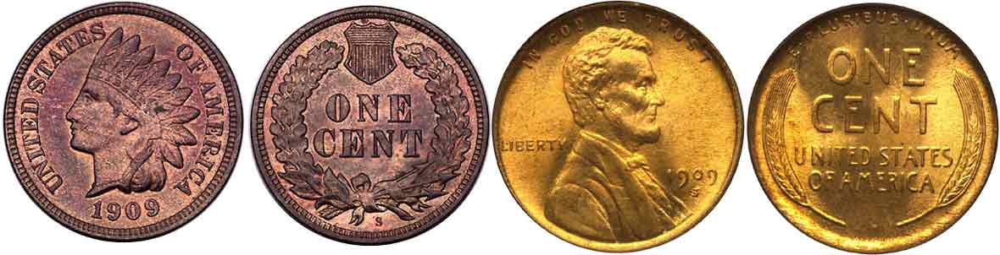 UNITED STATES OF AMERICA
1909
ONE
CENT
S
IN GOD WE TRUST
LIBERTY
1909
S
E·PLURIBUS·UNUM
ONE
CENT
UNITED STATES
OF AMERICA